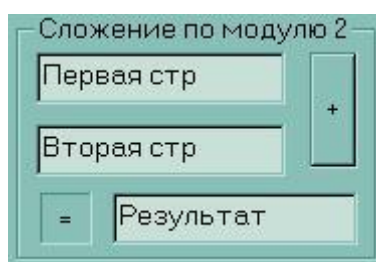 Сложение по модулю 2
Первая стр
+
Вторая стр
= Результат